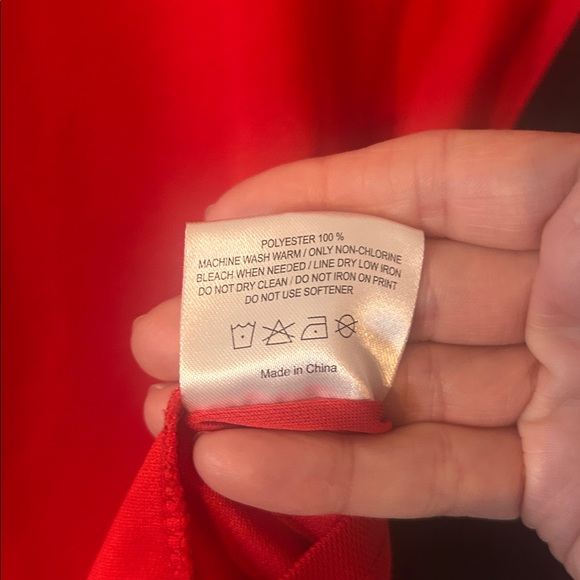 POLYESTER 100 %
MACHINE WASH WARM / ONLY NON-CHLORINE
BLEACH WHEN NEEDED / LINE DRY LOW IRON
DO NOT DRY CLEAN / DO NOT IRON ON PRINT
DO NOT USE SOFTENER
Made in China